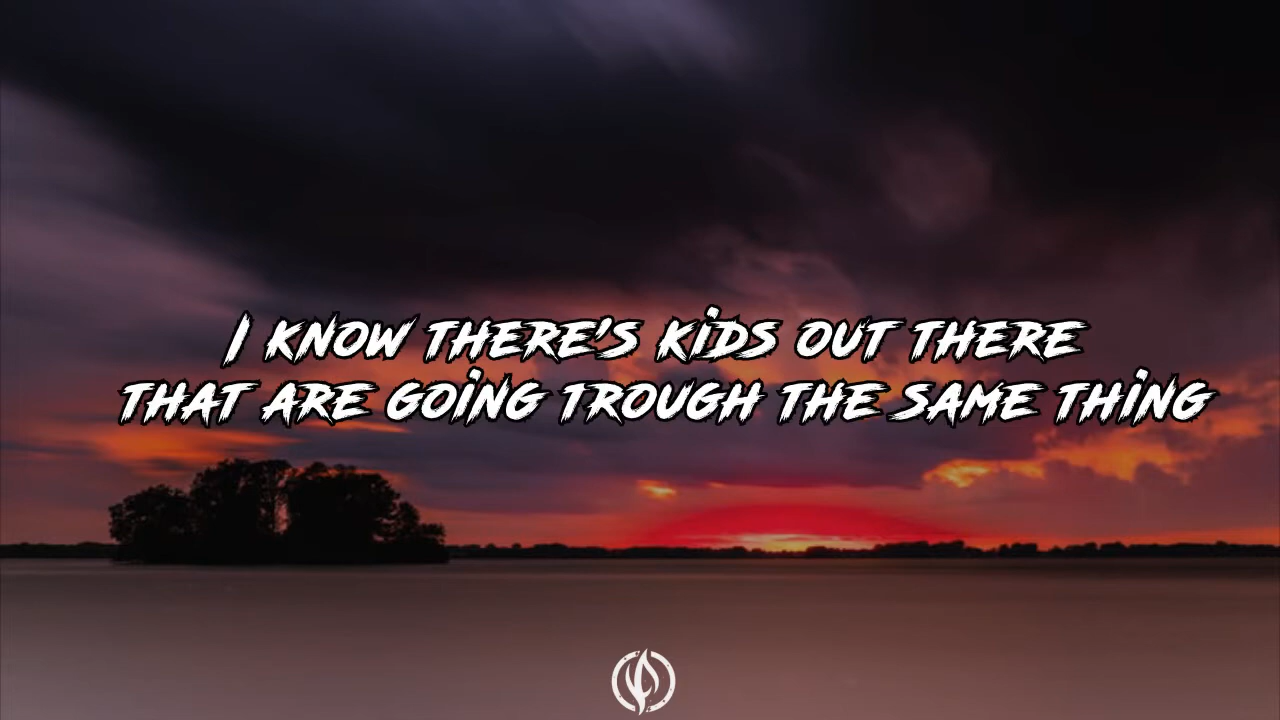 I KNOW THERE'S KIDS OUT THERE
THAT ARE GOING TROUGH THE SAME THING